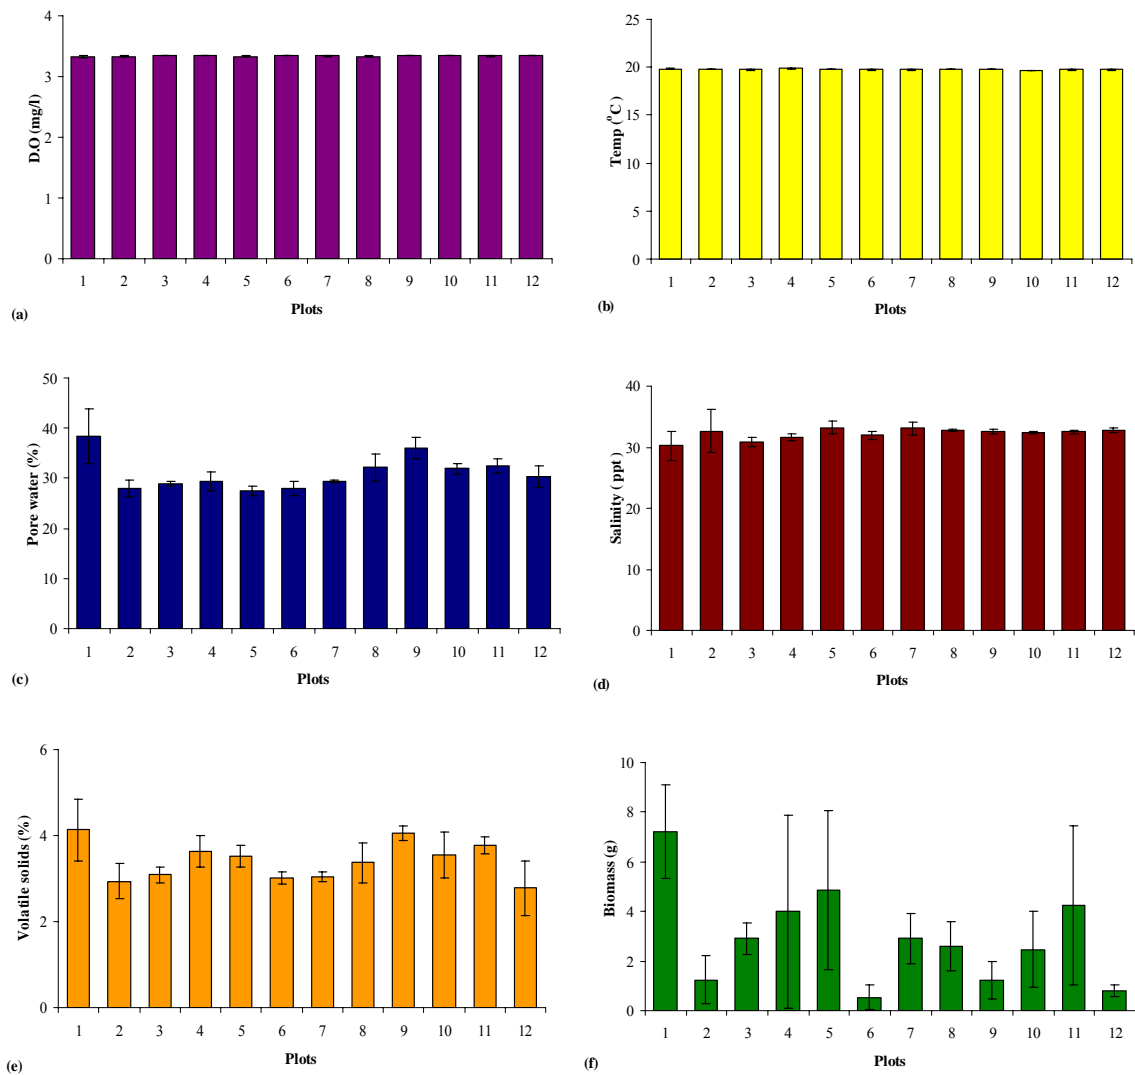 4
3
2
1
0
D.O (mg/l)
1 2 3 4 5 6 7 8 9 10 11 12
Plots
(a)
25
20
15
10
5
0
Temp (°C)
1 2 3 4 5 6 7 8 9 10 11 12
Plots
(b)
50
40
30
20
10
0
Pore water (%)
1 2 3 4 5 6 7 8 9 10 11 12
Plots
(c)
40
30
20
10
0
Salinity ( ppt)
1 2 3 4 5 6 7 8 9 10 11 12
Plots
(d)
6
4
2
0
Volatile solids (%)
1 2 3 4 5 6 7 8 9 10 11 12
Plots
(e)
10
8
6
4
2
0
Biomass (g)
1 2 3 4 5 6 7 8 9 10 11 12
Plots
(f)